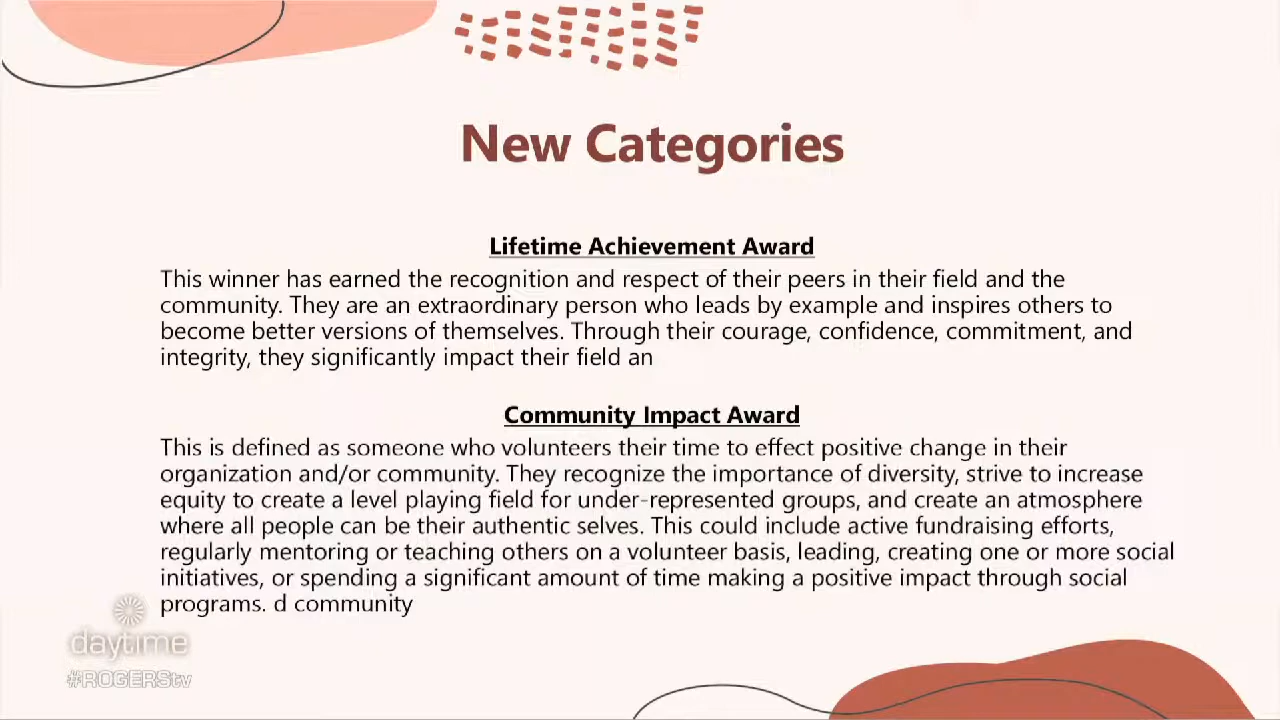 New Categories
Lifetime Achievement Award
This winner has earned the recognition and respect of their peers in their field and the
community. They are an extraordinary person who leads by example and inspires others to
become better versions of themselves. Through their courage, confidence, commitment, and
integrity, they significantly impact their field an
Community Impact Award
This is defined as someone who volunteers their time to effect positive change in their
organization and/or community. They recognize the importance of diversity, strive to increase
equity to create a level playing field for under-represented groups, and create an atmosphere
where all people can be their authentic selves. This could include active fundraising efforts,
regularly mentoring or teaching others on a volunteer basis, leading, creating one or more social
initiatives, or spending a significant amount of time making a positive impact through social
programs. d community
daytime
#ROGERStv